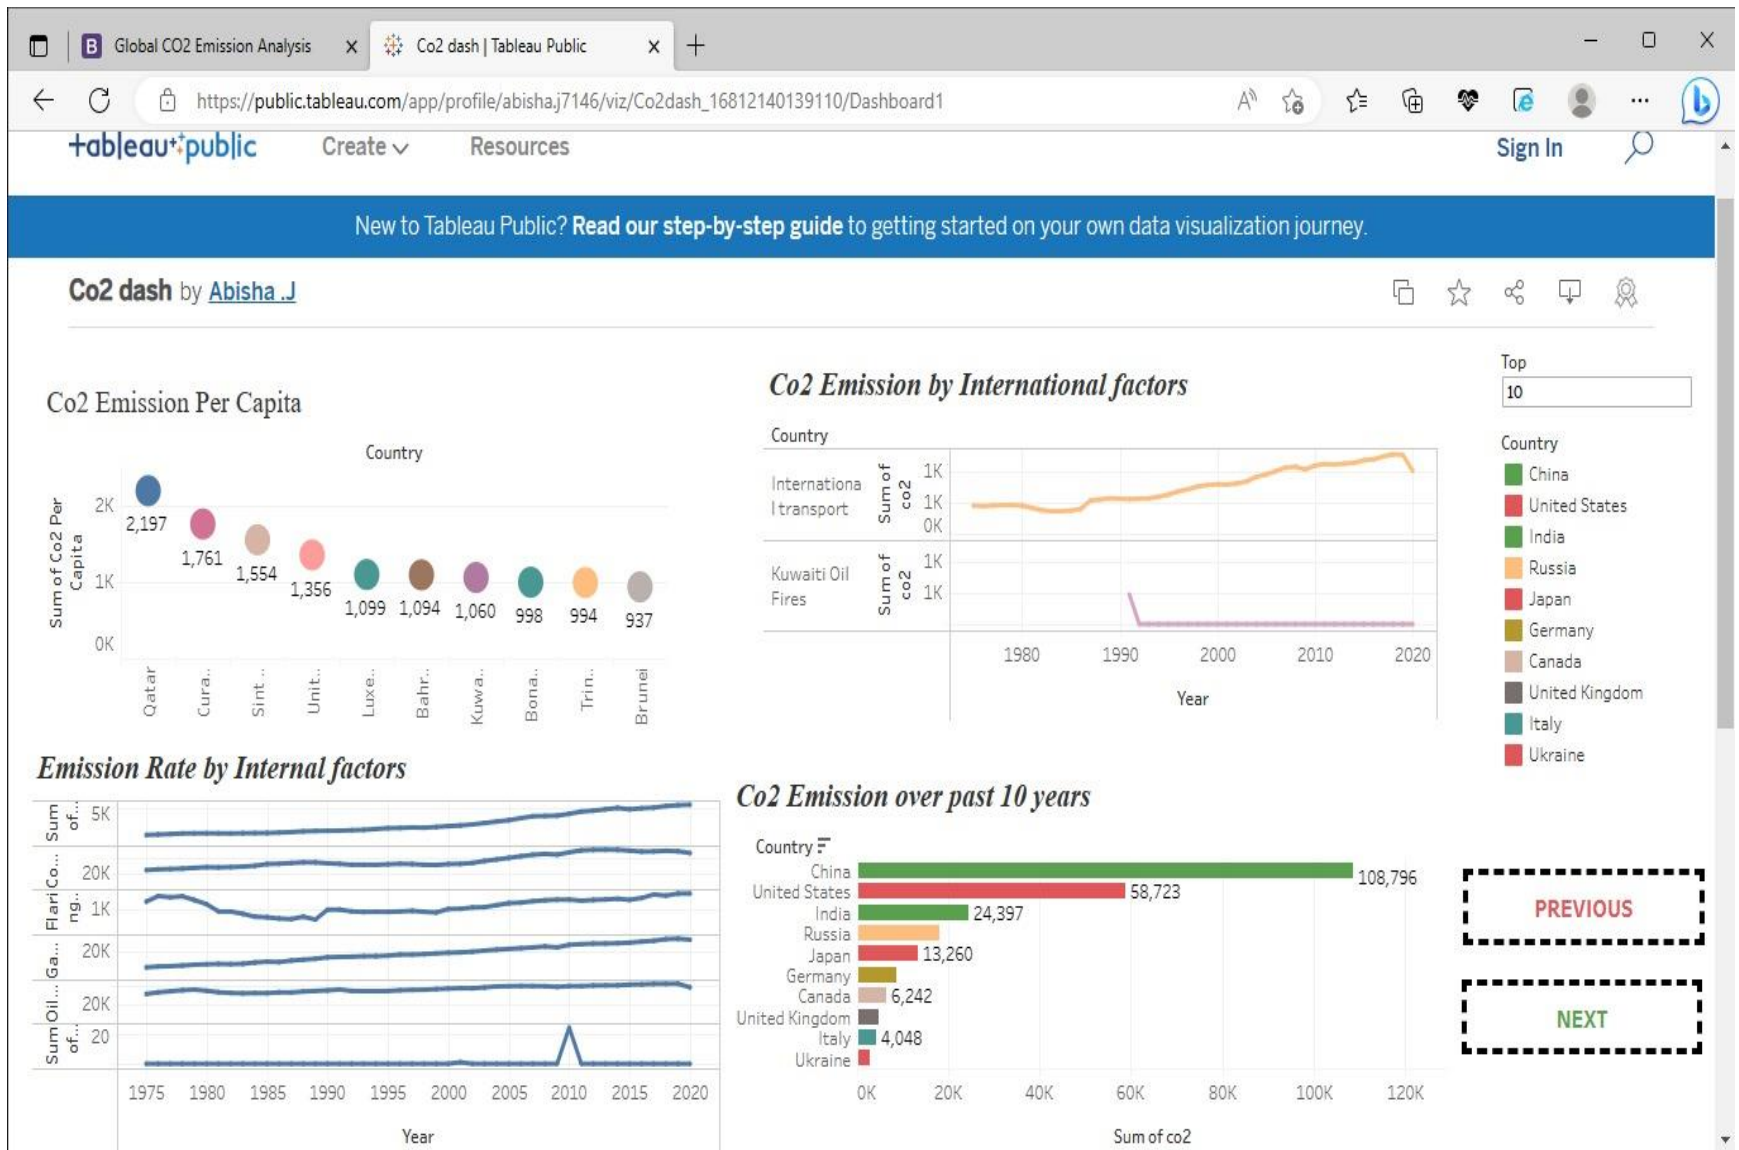 Global CO2 Emission Analysis
Co2 dash | Tableau Public
https://public.tableau.com/app/profile/abisha.j7146/viz/Co2dash_16812140139110/Dashboard1
+ableau+public
Create
Resources
Sign In
New to Tableau Public? Read our step-by-step guide to getting started on your own data visualization journey.
Co2 dash by Abisha .J
Co2 Emission Per Capita
Country
Sum of Co2 Per
Capita
2K
1K
0K
2,197
1,761
1,554
1,356
1,099
1,094
1,060
998
994
937
Qatar
Cura..
Sint ..
Unit..
Luxe..
Bahr..
Kuwa..
Bona..
Trin..
Brunei
Co2 Emission by International factors
Country
Internationa
l transport
Sum of
co2
1K
1K
0K
Kuwaiti Oil
Fires
Sum of
co2
1K
1K
1980
1990
2000
2010
2020
Year
Top
10
Country
China
United States
India
Russia
Japan
Germany
Canada
United Kingdom
Italy
Ukraine
Emission Rate by Internal factors
Sum
of...
5K
Co...
20K
Flari
ng..
1K
Ga...
20K
Oil...
20K
Sum
of...
20
1975
1980
1985
1990
1995
2000
2005
2010
2015
2020
Year
Co2 Emission over past 10 years
Country
China
108,796
United States
58,723
India
24,397
Russia
Japan
13,260
Germany
Canada
6,242
United Kingdom
Italy
4,048
Ukraine
0K
20K
40K
60K
80K
100K
120K
Sum of co2
PREVIOUS
NEXT